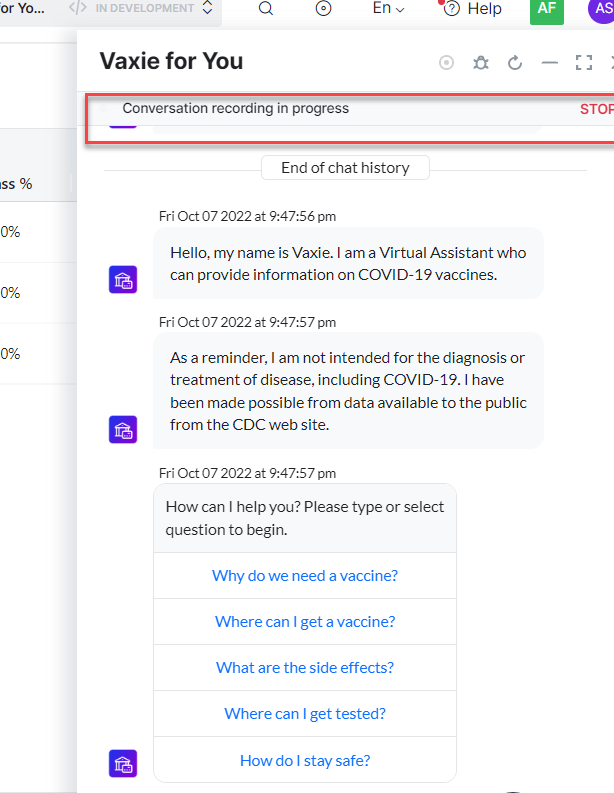 for Yo...
</> IN DEVELOPMENT
En
Help
AF
AS
Vaxie for You
Conversation recording in progress
STOP
End of chat history
ss %
0%
0%
0%
Fri Oct 07 2022 at 9:47:56 pm
Hello, my name is Vaxie. I am a Virtual Assistant who
can provide information on COVID-19 vaccines.
Fri Oct 07 2022 at 9:47:57 pm
As a reminder, I am not intended for the diagnosis or
treatment of disease, including COVID-19. I have
been made possible from data available to the public
from the CDC web site.
Fri Oct 07 2022 at 9:47:57 pm
How can I help you? Please type or select
question to begin.
Why do we need a vaccine?
Where can I get a vaccine?
What are the side effects?
Where can I get tested?
How do I stay safe?